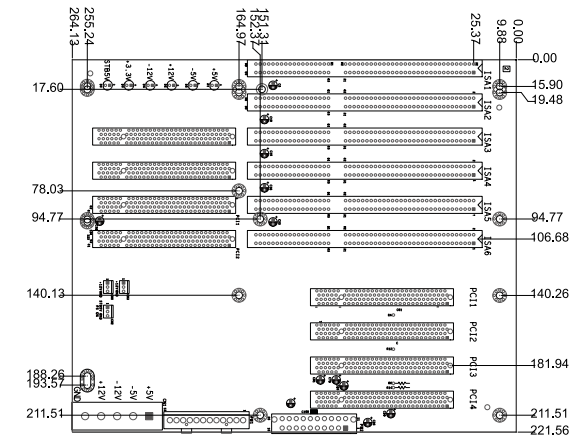 264.13
255.24
164.97
151.31
25.37
9.88
0.00
0.00
STB5V
+3.3V
-12V
+12V
-5V
+5V
ISA1
17.60
15.90
19.48
ISA2
ISA3
ISA4
78.03
ISA5
94.77
94.77
ISA6
106.68
140.13
PCI1
140.26
PCI2
PCI3
181.94
188.26
193.57
GND
+12V
-12V
-5V
+5V
PCI4
211.51
211.51
221.56